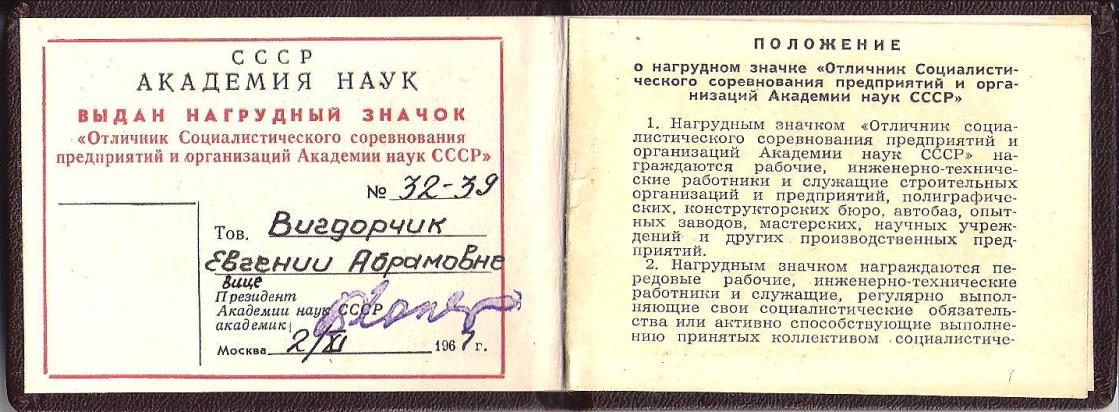 СССР
АКАДЕМИЯ НАУК
ВЫДАН НАГРУДНЫЙ ЗНАЧОК
«Отличник Социалистического соревнования
предприятий и организаций Академии наук СССР»
№ 32-39
Тов. Вигдорчик
Евгении Абрамовне
вице
Президент
Академии наук СССР
академик
Москва 2/XI 1967 г.
ПОЛОЖЕНИЕ
о нагрудном значке «Отличник Социалисти-
ческого соревнования предприятий и орга-
низаций Академии наук СССР»
1. Нагрудным значком «Отличник социа-
листического соревнования предприятий и
организаций Академии наук СССР» на-
граждаются рабочие, инженерно-техниче-
ские работники и служащие строительных
организаций и предприятий, полиграфиче-
ских, конструкторских бюро, автобаз, опыт-
ных заводов, мастерских, научных учреж-
дений и других производственных пред-
приятий.
2. Нагрудным значком награждаются пе-
редовые рабочие, инженерно-технические
работники и служащие, регулярно выпол-
няющие свои социалистические обязатель-
ства или активно способствующие выполне-
нию принятых коллективом социалистиче-